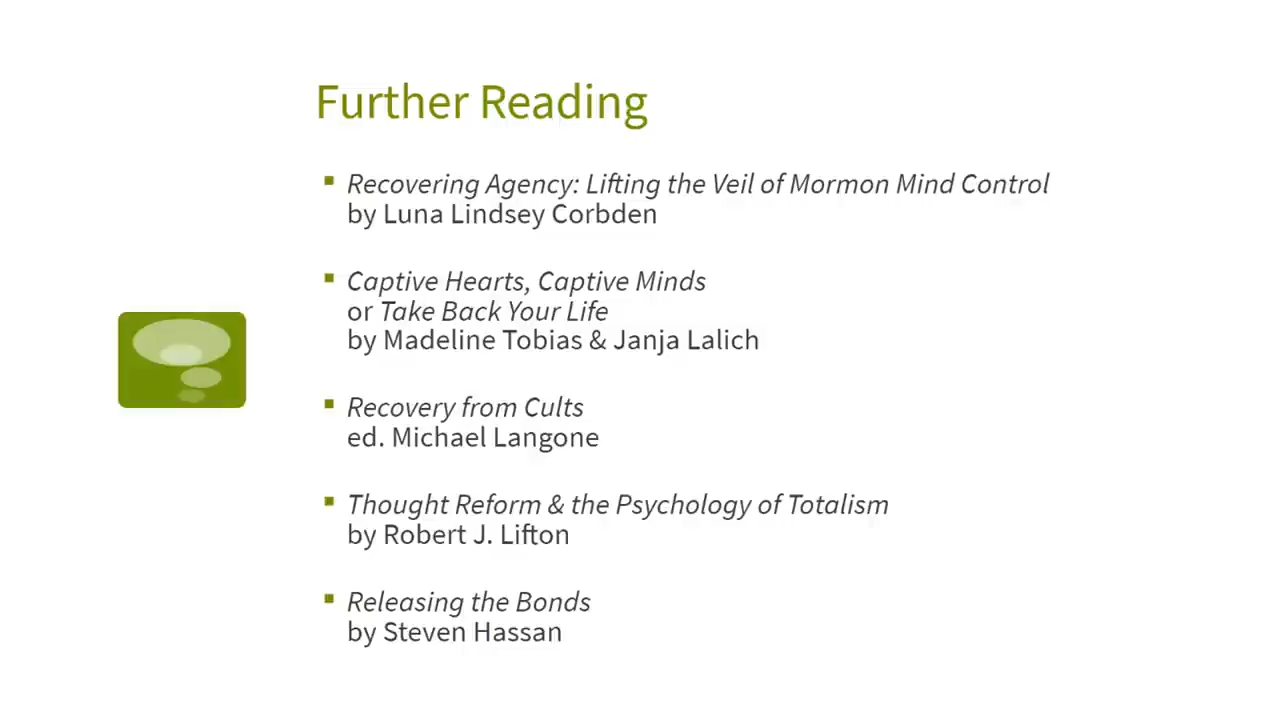 Further Reading
Recovering Agency: Lifting the Veil of Mormon Mind Control
by Luna Lindsey Corbden
Captive Hearts, Captive Minds
or Take Back Your Life
by Madeline Tobias & Janja Lalich
Recovery from Cults
ed. Michael Langone
Thought Reform & the Psychology of Totalism
by Robert J. Lifton
Releasing the Bonds
by Steven Hassan